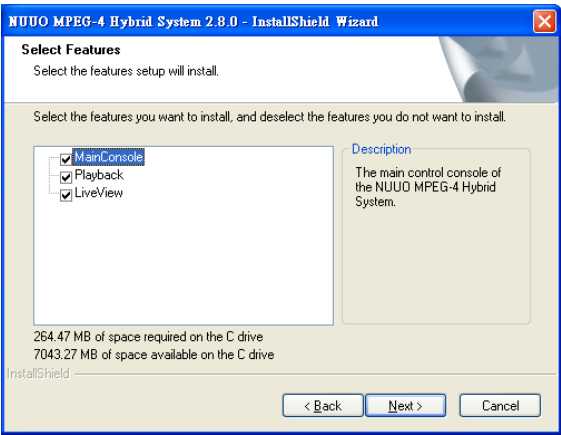 NUUO MPEG-4 Hybrid System 2.8.0 - InstallShield Wizard
Select Features
Select the features setup will install.
Select the features you want to install, and deselect the features you do not want to install.
MainConsole
Playback
LiveView
Description
The main control console of
the NUUO MPEG-4 Hybrid
System.
264.47 MB of space required on the C drive
7043.27 MB of space available on the C drive
InstallShield
< Back
Next >
Cancel